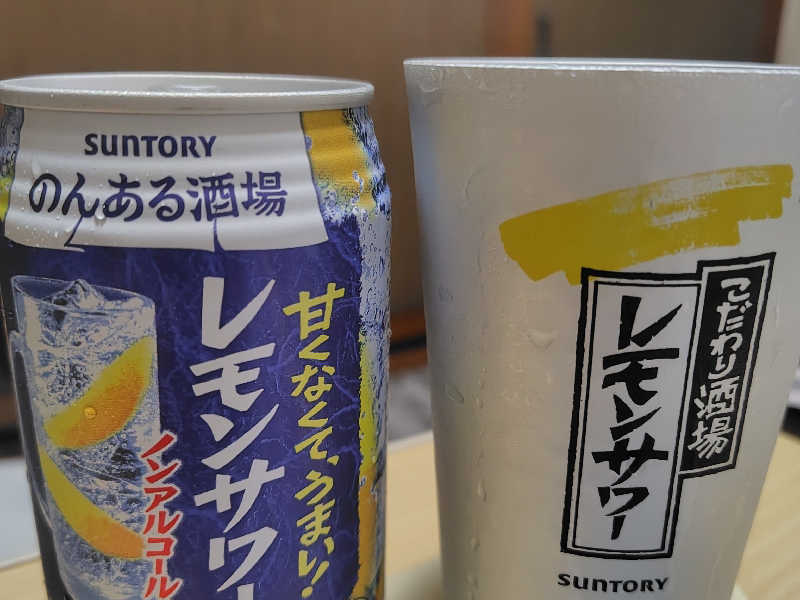 SUNTORY
のんある酒場
甘くなくて、うまい!
レモンサワー
ノンアルコール
こだわり酒場
レモンサワー
SUNTORY